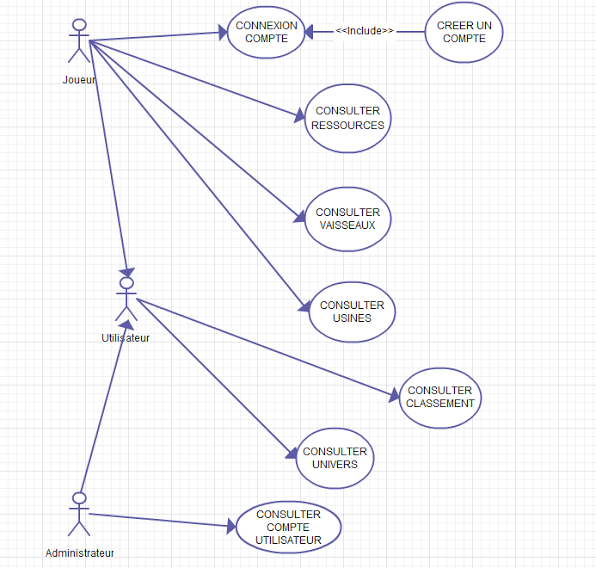 CONNEXION
COMPTE
<<Include>>
CREER UN
COMPTE
Joueur
CONSULTER
RESSOURCES
CONSULTER
VAISSEAUX
CONSULTER
USINES
Utilisateur
CONSULTER
CLASSEMENT
CONSULTER
UNIVERS
CONSULTER
COMPTE
UTILISATEUR
Administrateur